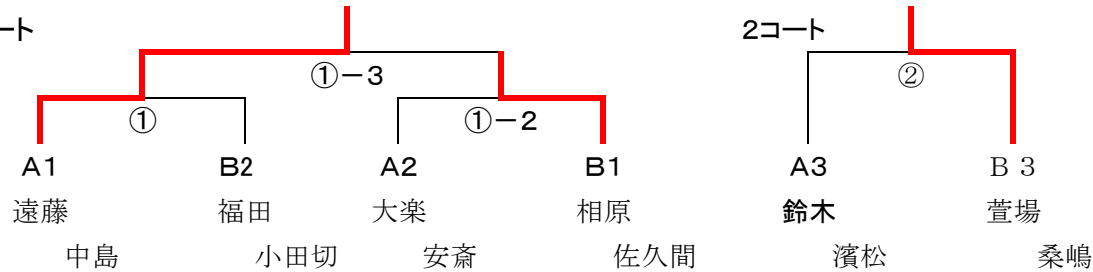 ート 2コート
①－3 ②
① ①－2
A1 B2 A2 B1 A3 B3
遠藤 福田 大楽 相原 鈴木 萱場
中島 小田切 安斎 佐久間 濱松 桑嶋